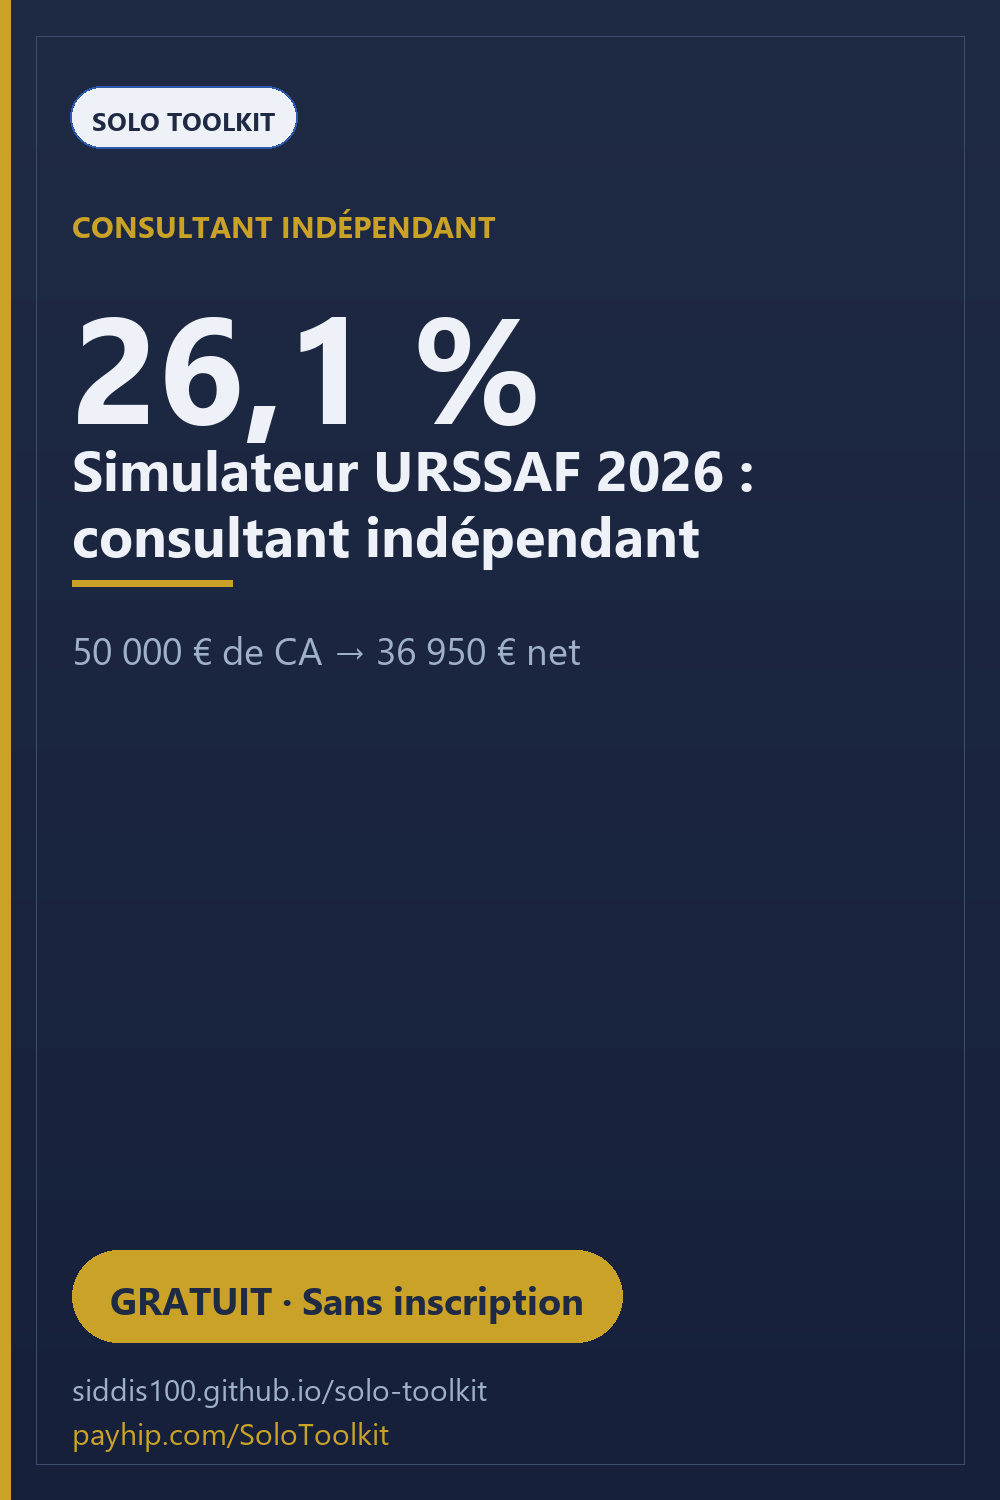 SOLO TOOLKIT
CONSULTANT INDÉPENDANT
26,1 %
Simulateur URSSAF 2026 :
consultant indépendant
50 000 € de CA → 36 950 € net
GRATUIT · Sans inscription
siddis100.github.io/solo-toolkit
payhip.com/SoloToolkit